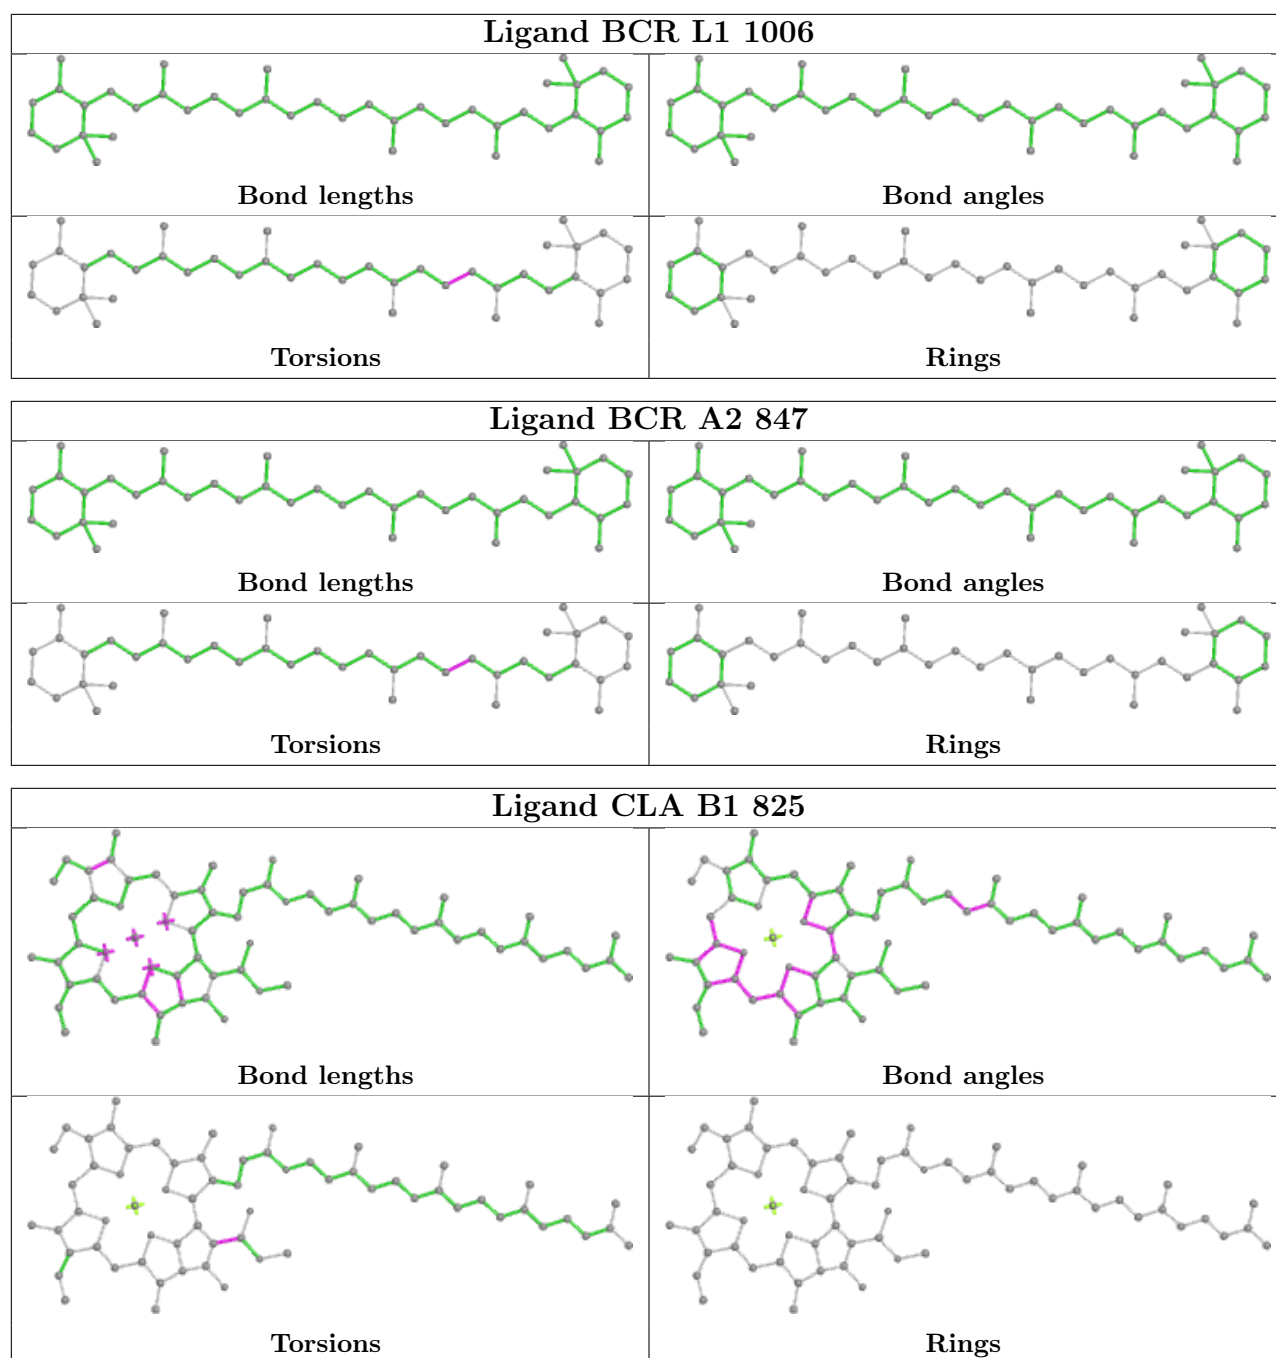 Ligand BCR L1 1006
Bond lengths
Bond angles
Torsions
Rings
Ligand BCR A2 847
Bond lengths
Bond angles
Torsions
Rings
Ligand CLA B1 825
Bond lengths
Bond angles
Torsions
Rings